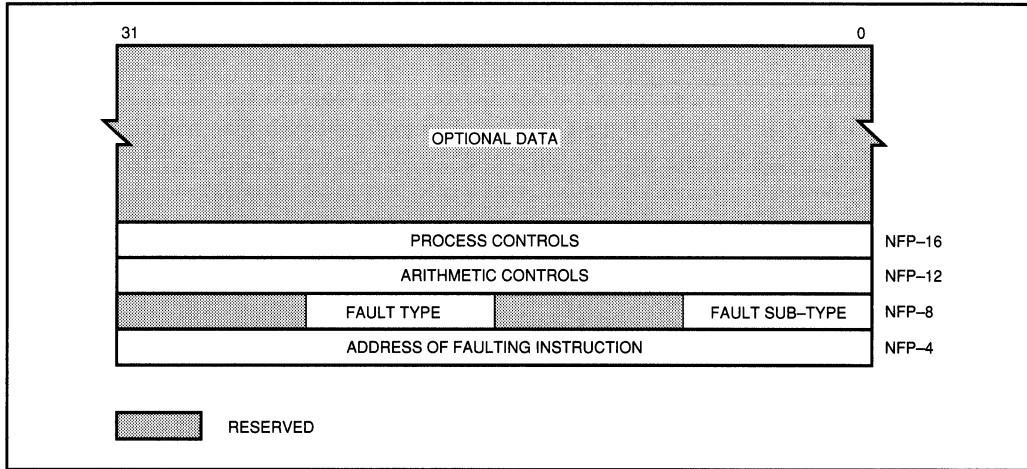 31 0
OPTIONAL DATA
PROCESS CONTROLS NFP–16
ARITHMETIC CONTROLS NFP–12
FAULT TYPE FAULT SUB–TYPE NFP–8
ADDRESS OF FAULTING INSTRUCTION NFP–4
RESERVED